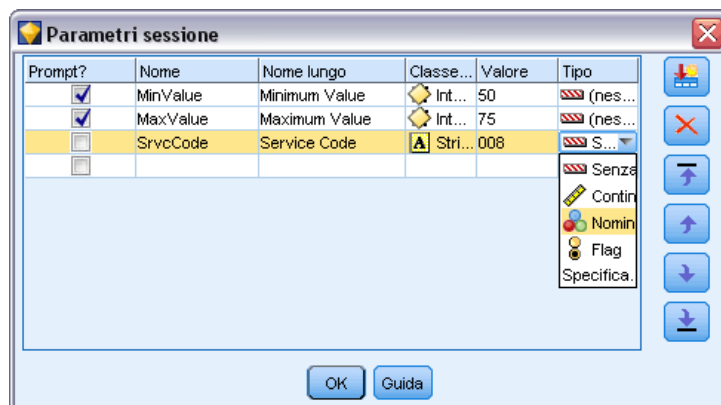 Parametri sessione
Prompt? Nome Nome lungo Classe... Valore Tipo
MinValue Minimum Value Int... 50 (nes...
MaxValue Maximum Value Int... 75 (nes...
SrvcCode Service Code A Stri... 008 S...
Senza
Contin
Nomin
Flag
Specifica.
OK Guida